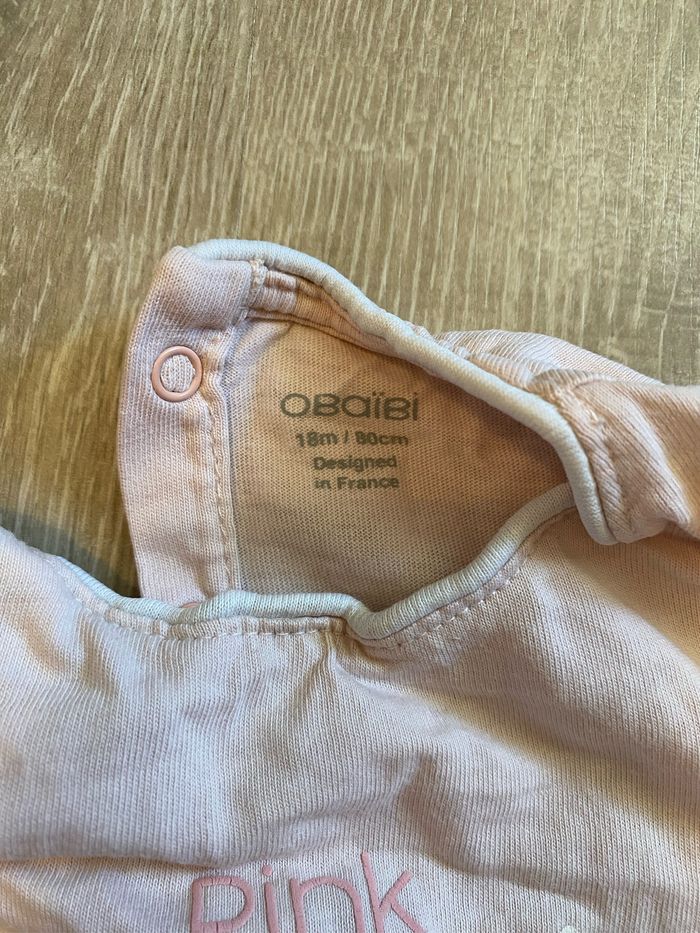 OBaïBi
18m / 80cm
Designed
in France
Pink